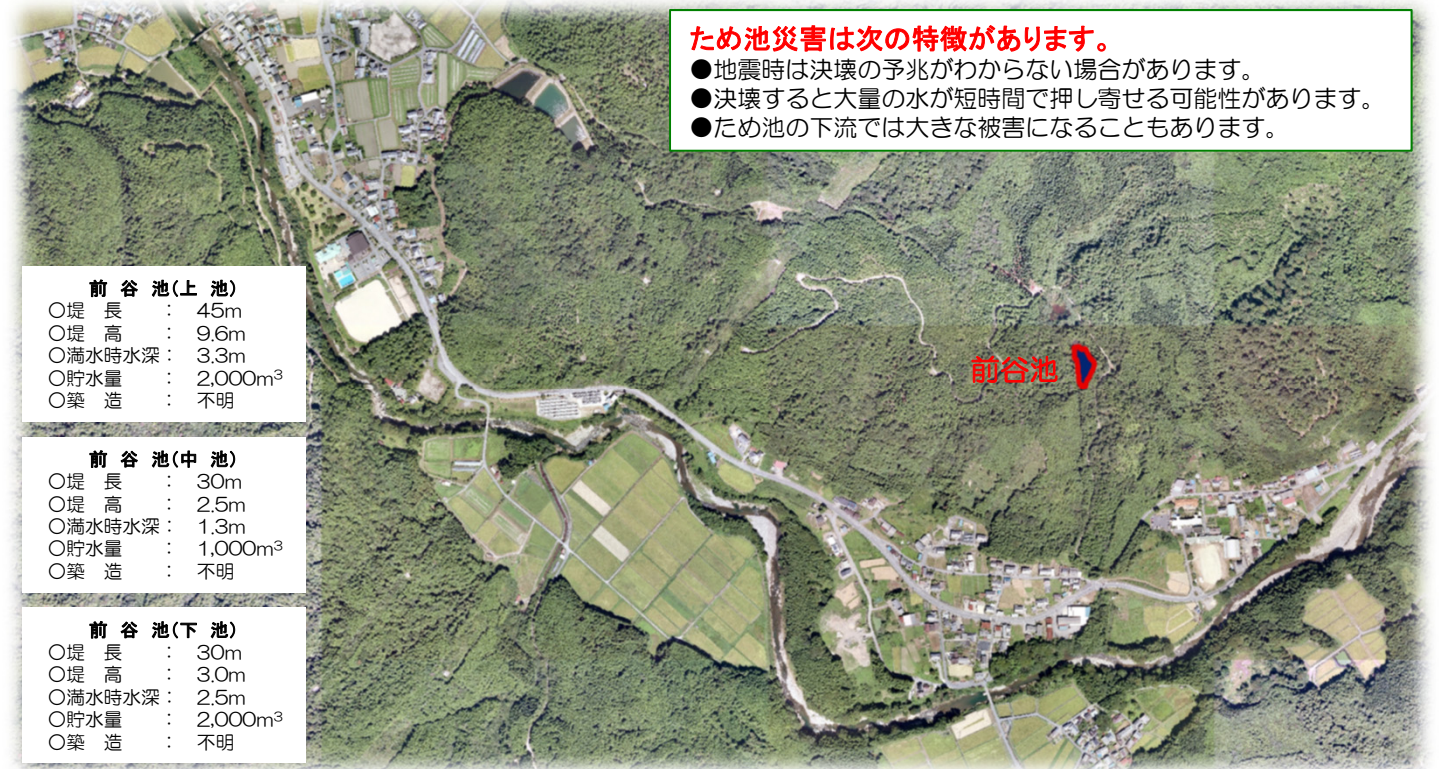 ため池災害は次の特徴があります。
●地震時は決壊の予兆がわからない場合があります。
●決壊すると大量の水が短時間で押し寄せる可能性があります。
●ため池の下流では大きな被害になることもあります。
前谷池(上池)
○堤長：45m
○堤高：9.6m
○満水時水深：3.3m
○貯水量：2,000m³
○築造：不明
前谷池
前谷池(中池)
○堤長：30m
○堤高：2.5m
○満水時水深：1.3m
○貯水量：1,000m³
○築造：不明
前谷池(下池)
○堤長：30m
○堤高：3.0m
○満水時水深：2.5m
○貯水量：2,000m³
○築造：不明